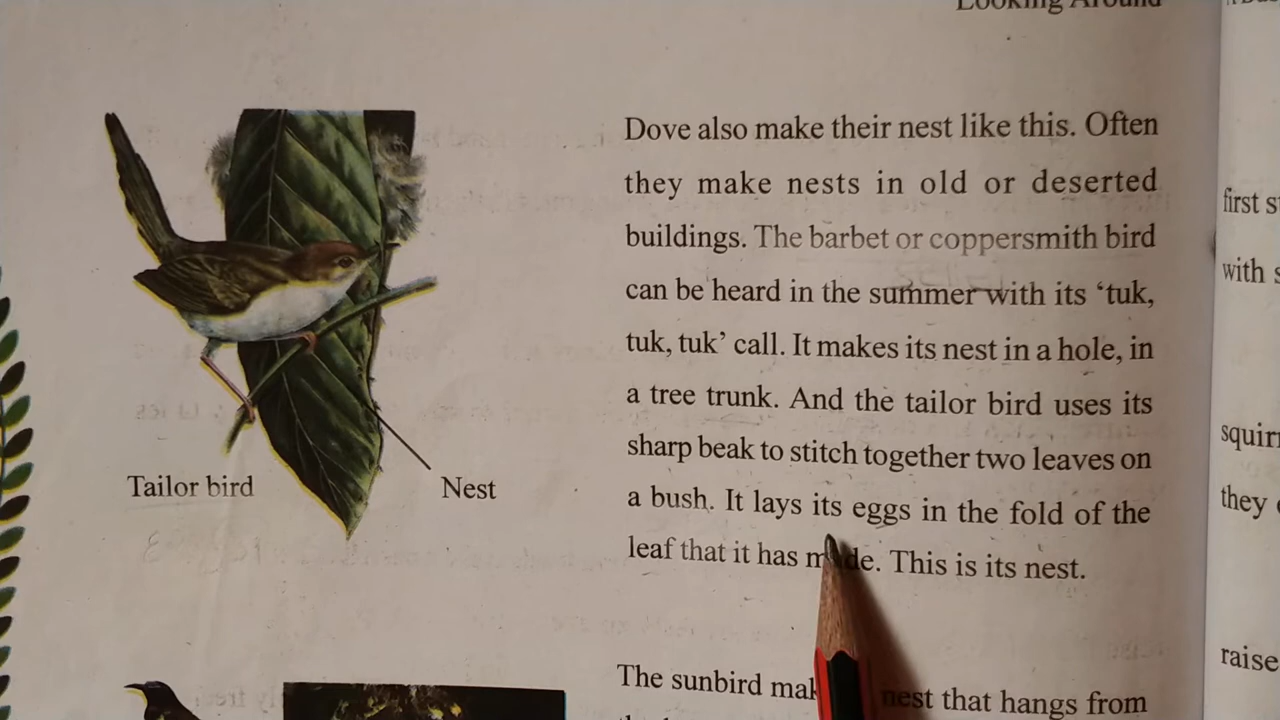 Looking Around
Dove also make their nest like this. Often
they make nests in old or deserted
buildings. The barbet or coppersmith bird
can be heard in the summer with its ‘tuk,
tuk, tuk’ call. It makes its nest in a hole, in
a tree trunk. And the tailor bird uses its
sharp beak to stitch together two leaves on
a bush. It lays its eggs in the fold of the
leaf that it has made. This is its nest.
Tailor bird
Nest
The sunbird nest that hangs from
first
with
they
raise